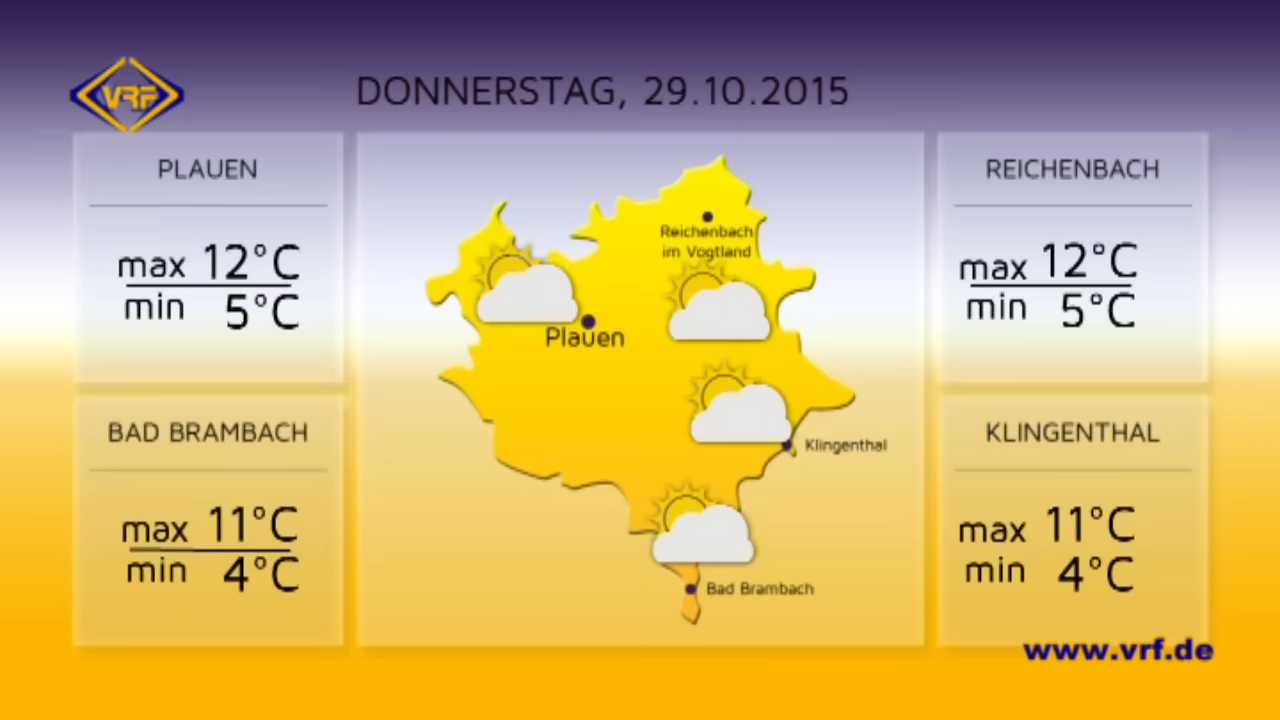 VRF
DONNERSTAG, 29.10.2015
PLAUEN
max 12°C
min 5°C
BAD BRAMBACH
max 11°C
min 4°C
Reichenbach
im Vogtland
Plauen
Klingenthal
Bad Brambach
REICHENBACH
max 12°C
min 5°C
KLINGENTHAL
max 11°C
min 4°C
www.vrf.de